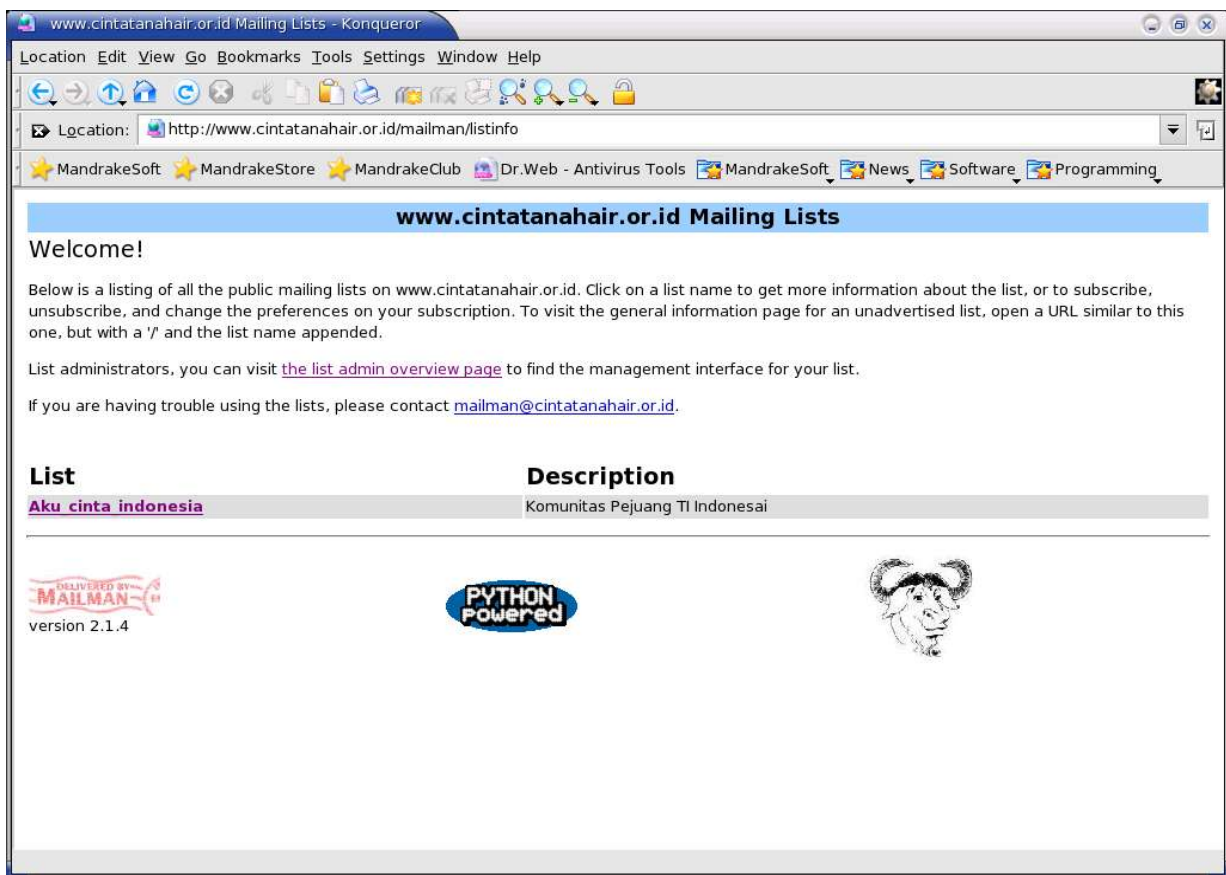 www.cintatanahair.or.id Mailing Lists - Konqueror
Location Edit View Go Bookmarks Tools Settings Window Help
Location: http://www.cintatanahair.or.id/mailman/listinfo
MandrakeSoft MandrakeStore MandrakeClub Dr.Web - Antivirus Tools MandrakeSoft News Software Programming
www.cintatanahair.or.id Mailing Lists
Welcome!
Below is a listing of all the public mailing lists on www.cintatanahair.or.id. Click on a list name to get more information about the list, or to subscribe,
unsubscribe, and change the preferences on your subscription. To visit the general information page for an unadvertised list, open a URL similar to this
one, but with a '/' and the list name appended.
List administrators, you can visit the list admin overview page to find the management interface for your list.
If you are having trouble using the lists, please contact mailman@cintatanahair.or.id.
List Description
Aku_cinta_indonesia Komunitas Pejuang TI Indonesai
DELIVERED BY
MAILMAN
PYTHON
Powered
version 2.1.4